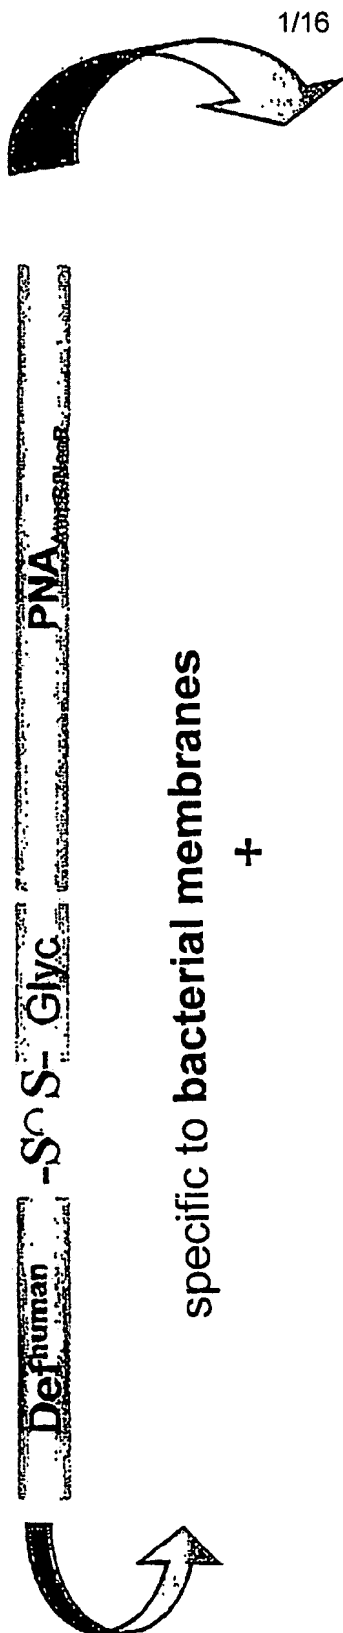 1/16
Def human -S S- Glyc PNA
specific to bacterial membranes
+